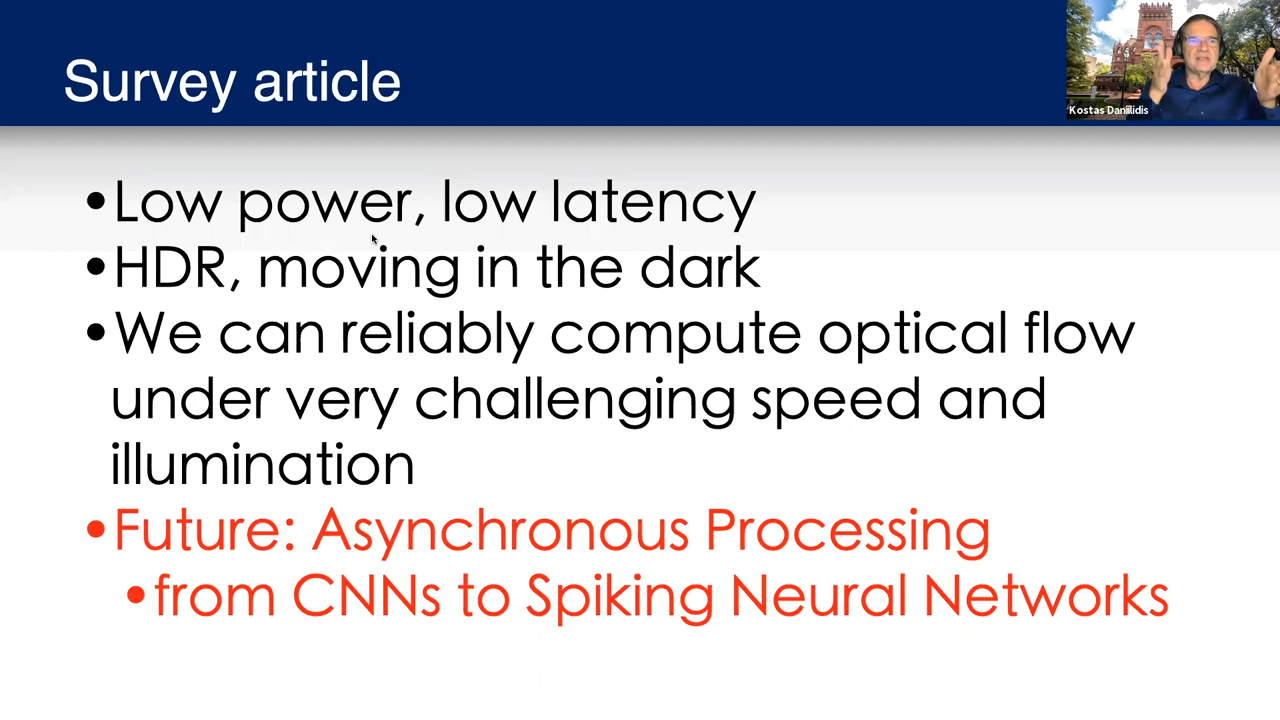 Survey article
Kostas Daniilidis
•Low power, low latency
•HDR, moving in the dark
•We can reliably compute optical flow
under very challenging speed and
illumination
•Future: Asynchronous Processing
•from CNNs to Spiking Neural Networks